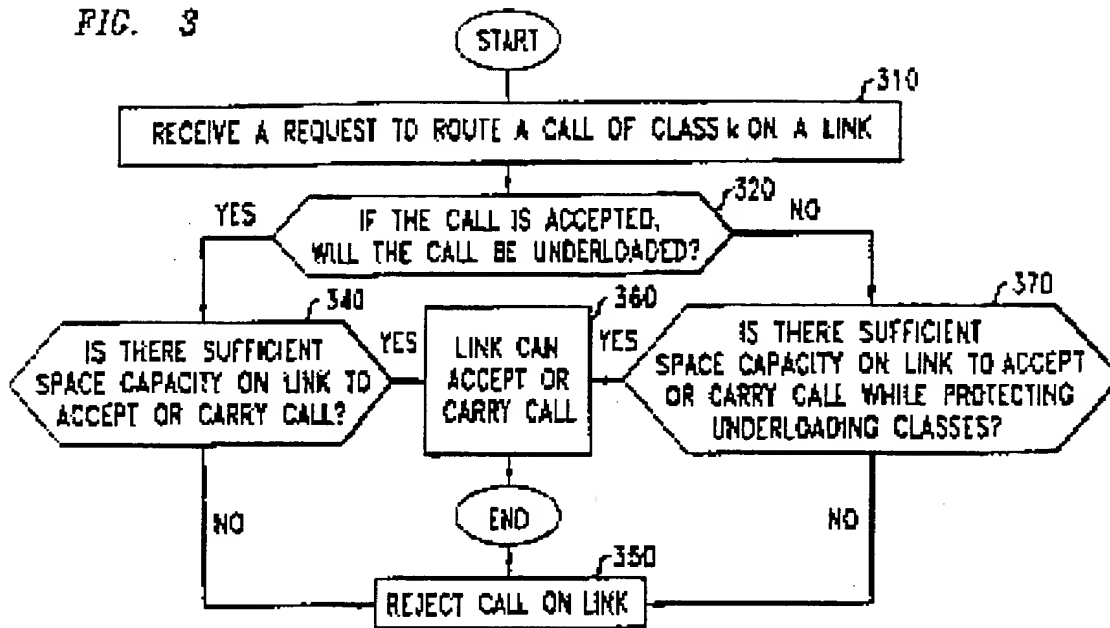 FIG. 3
START
310
RECEIVE A REQUEST TO ROUTE A CALL OF CLASS k ON A LINK
320
YES
IF THE CALL IS ACCEPTED,
WILL THE CALL BE UNDERLOADED?
NO
340
IS THERE SUFFICIENT
SPACE CAPACITY ON LINK TO
ACCEPT OR CARRY CALL?
YES
360
LINK CAN
ACCEPT OR
CARRY CALL
YES
370
IS THERE SUFFICIENT
SPACE CAPACITY ON LINK TO ACCEPT
OR CARRY CALL WHILE PROTECTING
UNDERLOADING CLASSES?
NO
END
NO
350
REJECT CALL ON LINK